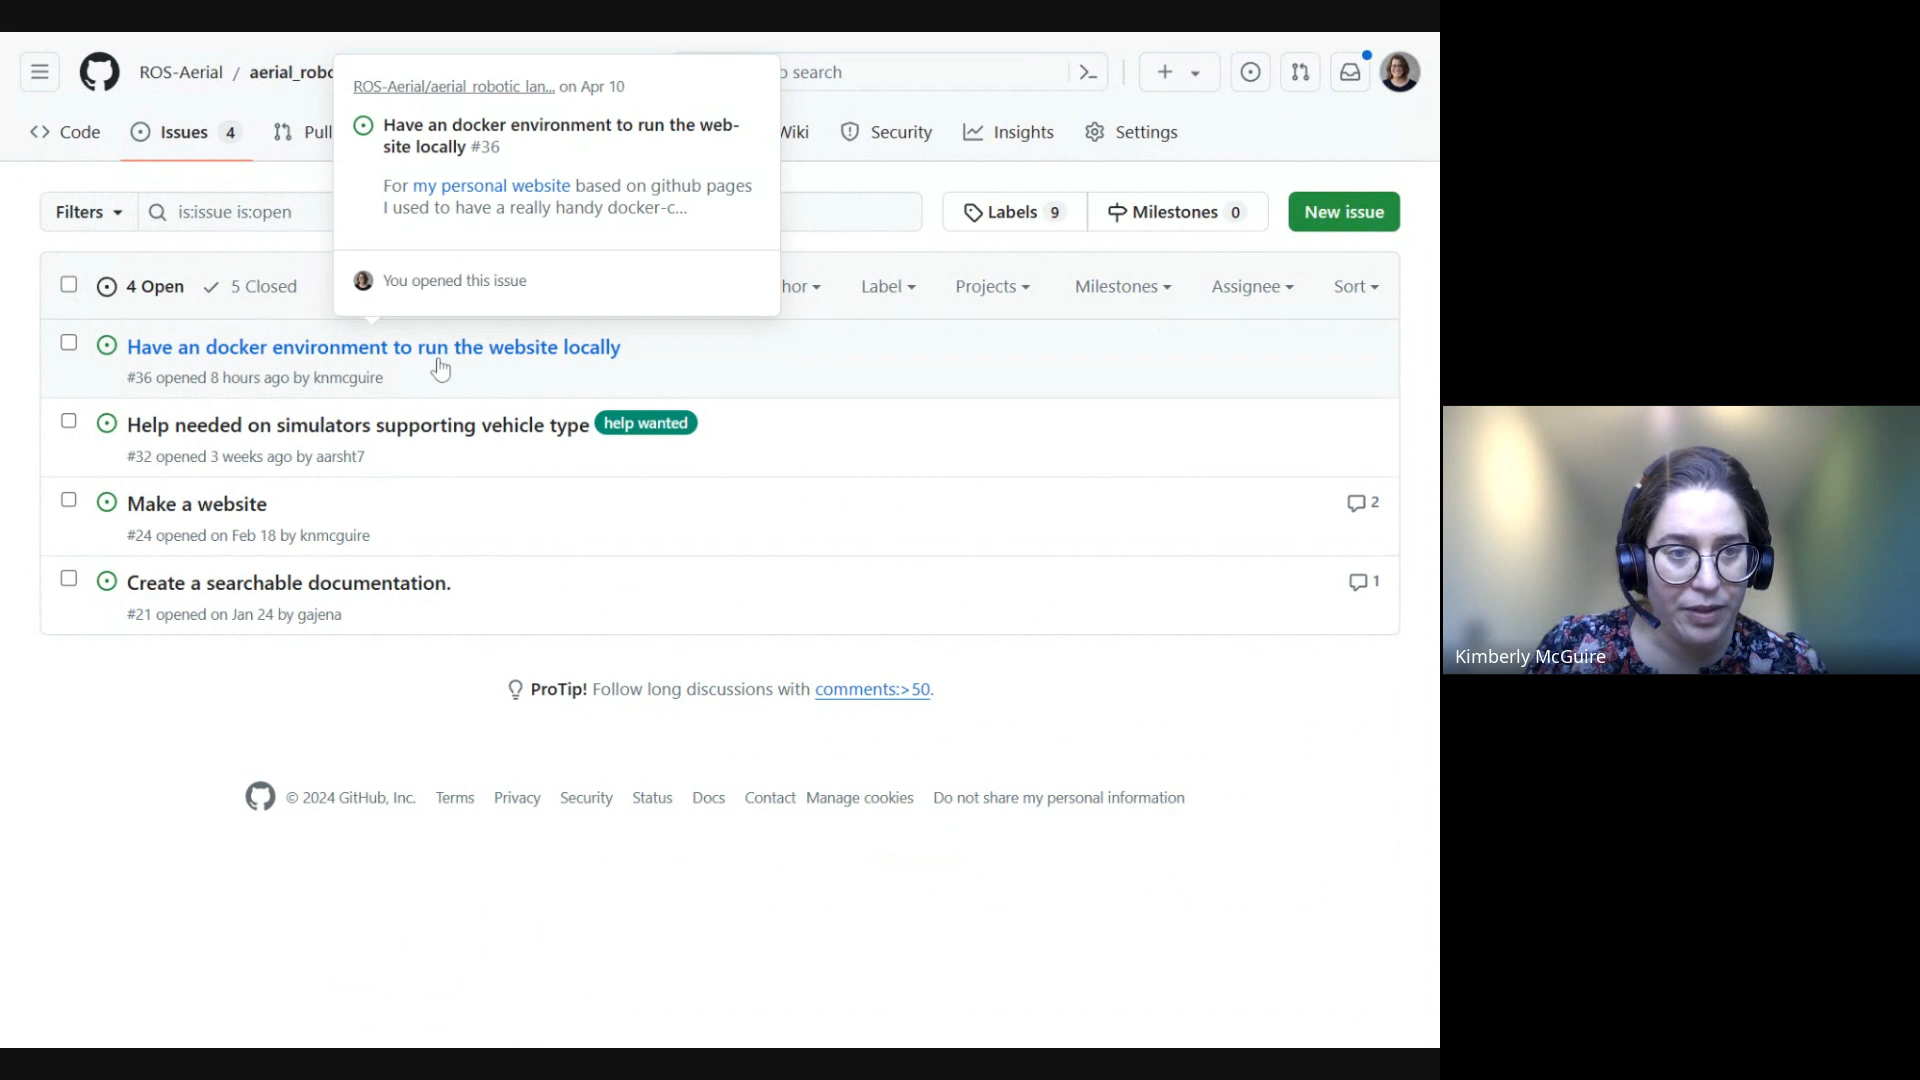 ROS-Aerial / aerial_robo
ROS-Aerial/aerial robotic lan... on Apr 10
Have an docker environment to run the web-
site locally #36
For my personal website based on github pages
I used to have a really handy docker-c...
You opened this issue
search
Code
Issues 4
Pull
Wiki
Security
Insights
Settings
Filters
is:issue is:open
Labels 9
Milestones 0
New issue
4 Open
5 Closed
hor
Label
Projects
Milestones
Assignee
Sort
Have an docker environment to run the website locally
#36 opened 8 hours ago by knmcguire
Help needed on simulators supporting vehicle type help wanted
#32 opened 3 weeks ago by aarsht7
Make a website
2
#24 opened on Feb 18 by knmcguire
Create a searchable documentation.
1
#21 opened on Jan 24 by gajena
ProTip! Follow long discussions with comments:>50.
© 2024 GitHub, Inc. Terms Privacy Security Status Docs Contact Manage cookies Do not share my personal information
Kimberly McGuire